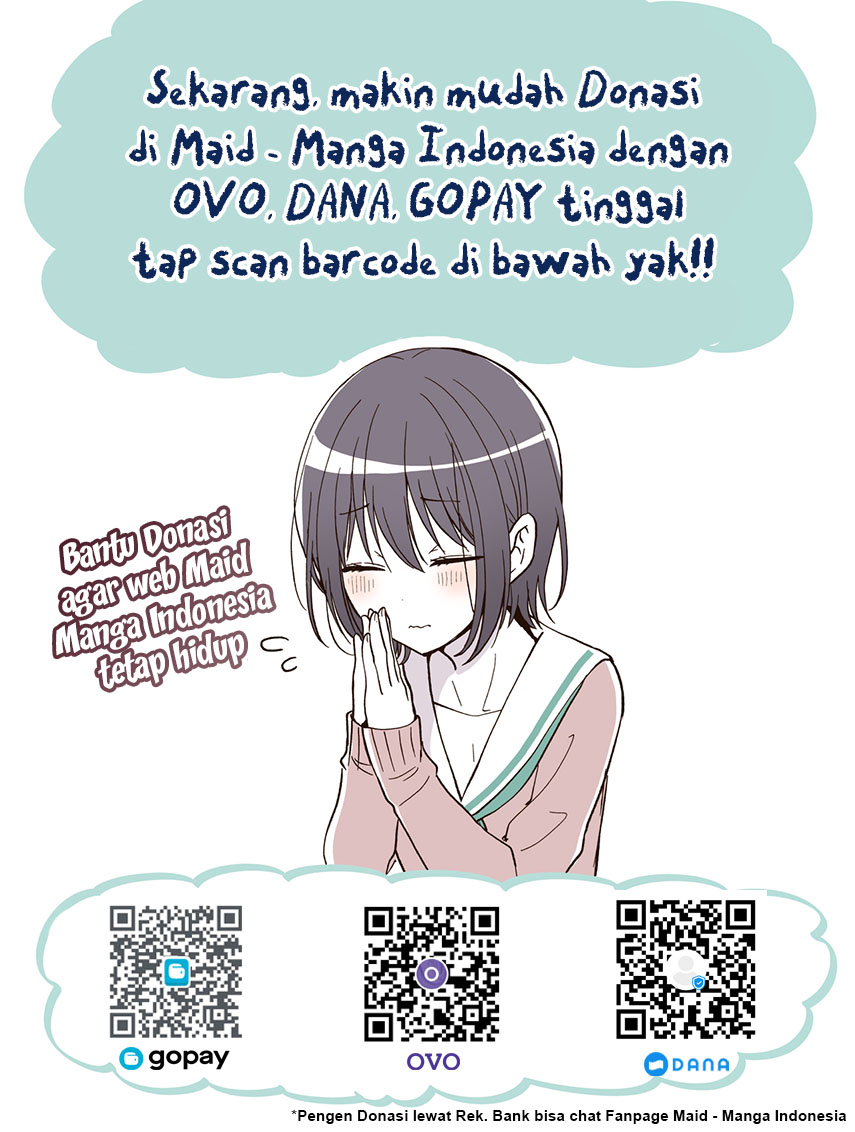 Sekarang, makin mudah Donasi
di Maid - Manga Indonesia dengan
OVO, DANA, GOPAY tinggal
tap scan barcode di bawah yak!!
Bantu Donasi
agar web Maid
Manga Indonesia
tetap hidup
gopay
OVO
DANA
*Pengen Donasi lewat Rek. Bank bisa chat Fanpage Maid - Manga Indonesia